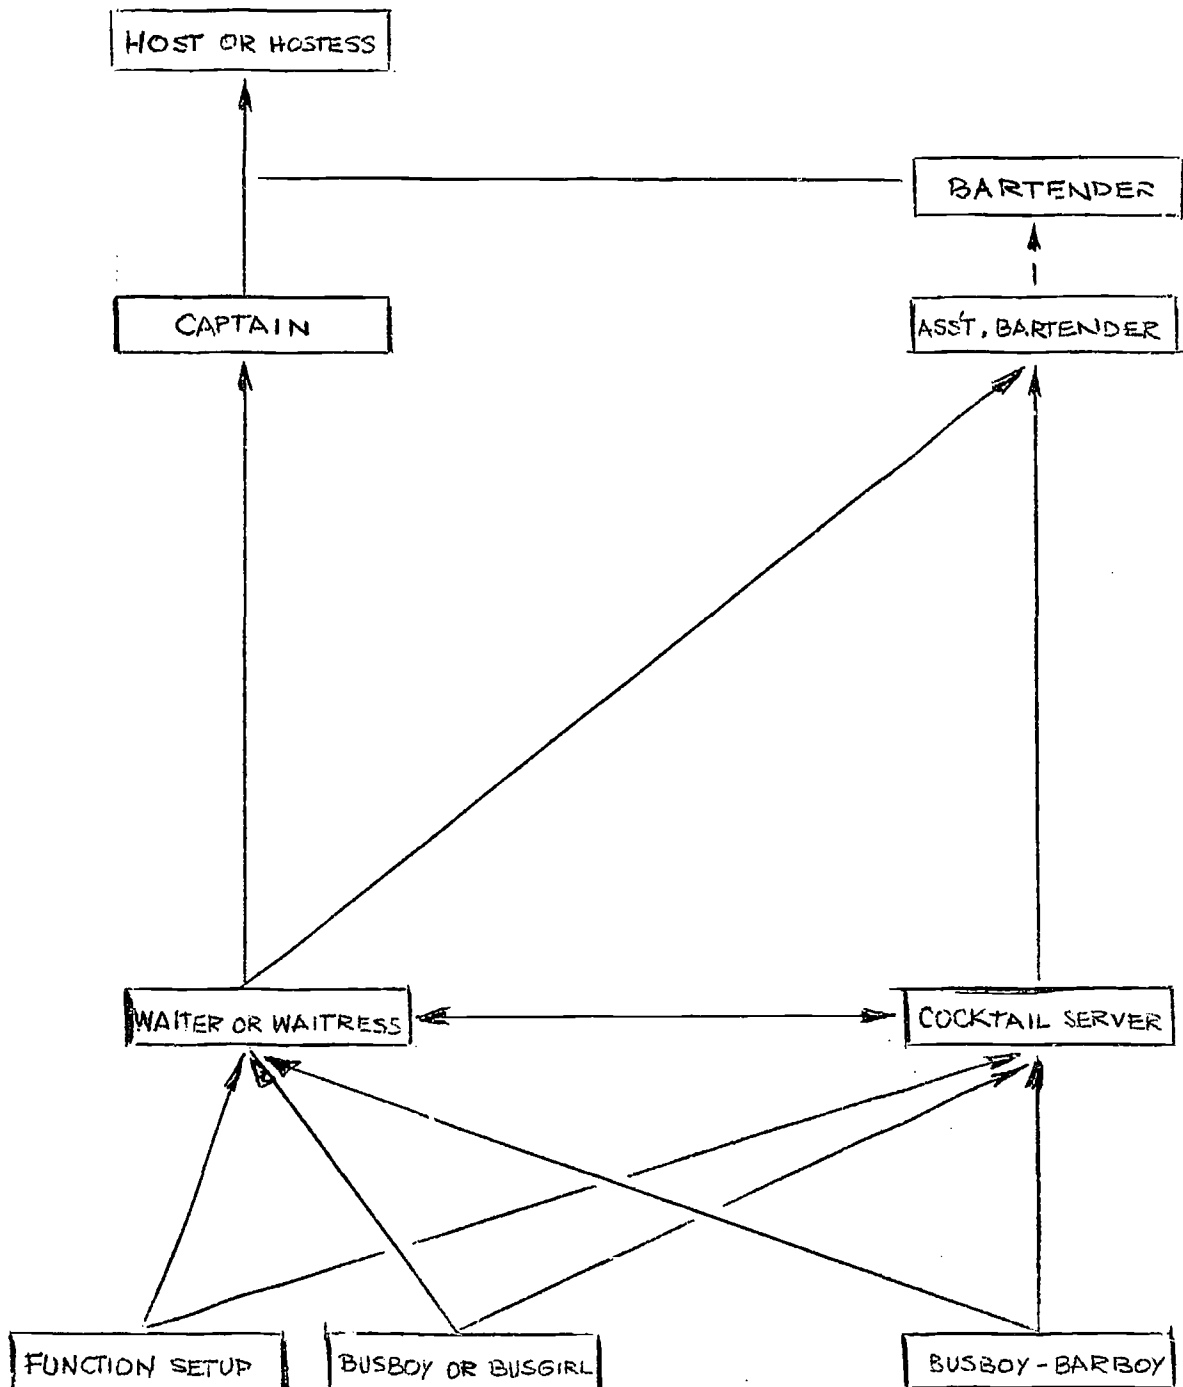 HOST OR HOSTESS
BARTENDER
CAPTAIN
ASS'T. BARTENDER
WAITER OR WAITRESS
COCKTAIL SERVER
FUNCTION SETUP
BUSBOY OR BUSGIRL
BUSBOY-BARBOY